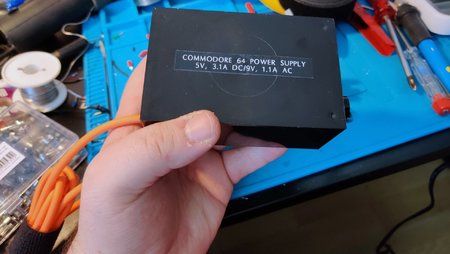 COMMODORE 64 POWER SUPPLY
5V, 3.1A DC/9V, 1.1A AC